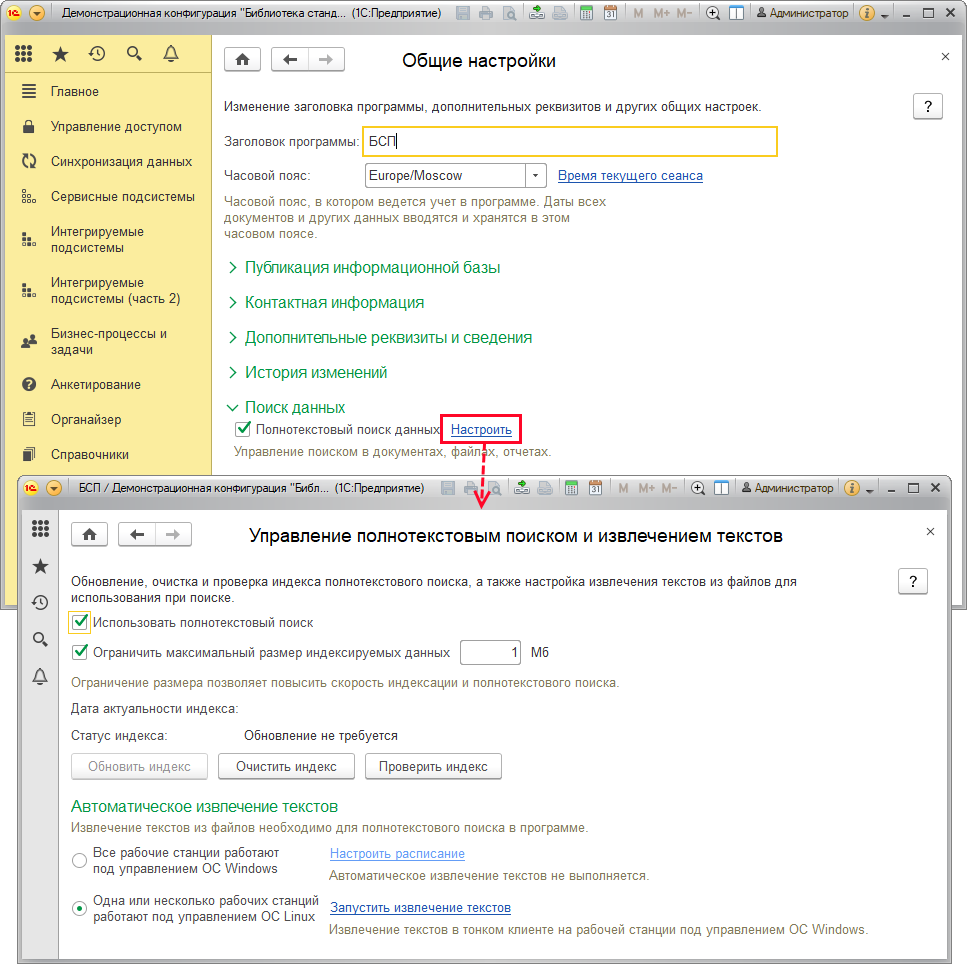 Демонстрационная конфигурация "Библиотека станд... (1С:Предприятие)
M M+ M-
Администратор
Общие настройки
Главное
Управление доступом
Синхронизация данных
Сервисные подсистемы
Интегрируемые
подсистемы
Интегрируемые
подсистемы (часть 2)
Бизнес-процессы и
задачи
Анкетирование
Органайзер
Справочники
Изменение заголовка программы, дополнительных реквизитов и других общих настроек.
?
Заголовок программы: БСП
Часовой пояс: Europe/Moscow Время текущего сеанса
Часовой пояс, в котором ведется учет в программе. Даты всех
документов и других данных вводятся и хранятся в этом
часовом поясе.
Публикация информационной базы
Контактная информация
Дополнительные реквизиты и сведения
История изменений
Поиск данных
Полнотекстовый поиск данных Настроить
Управление поиском в документах, файлах, отчетах.
БСП / Демонстрационная конфигурация "Библ... (1С:Предприятие)
M M+ M-
Администратор
Управление полнотекстовым поиском и извлечением текстов
Обновление, очистка и проверка индекса полнотекстового поиска, а также настройка извлечения текстов из файлов для
использования при поиске.
?
Использовать полнотекстовый поиск
Ограничить максимальный размер индексируемых данных 1 Мб
Ограничение размера позволяет повысить скорость индексации и полнотекстового поиска.
Дата актуальности индекса:
Статус индекса: Обновление не требуется
Обновить индекс Очистить индекс Проверить индекс
Автоматическое извлечение текстов
Извлечение текстов из файлов необходимо для полнотекстового поиска в программе.
Все рабочие станции работают
под управлением ОС Windows
Настроить расписание
Автоматическое извлечение текстов не выполняется.
Одна или несколько рабочих станций
работают под управлением ОС Linux
Запустить извлечение текстов
Извлечение текстов в тонком клиенте на рабочей станции под управлением ОС Windows.